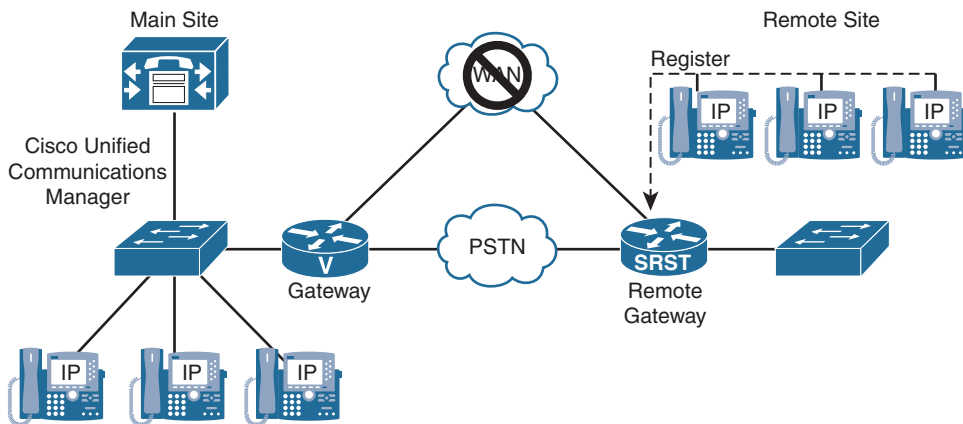 Main Site
Remote Site
WAN
Register
IP
IP
IP
Cisco Unified
Communications
Manager
V
Gateway
PSTN
SRST
Remote
Gateway
IP
IP
IP